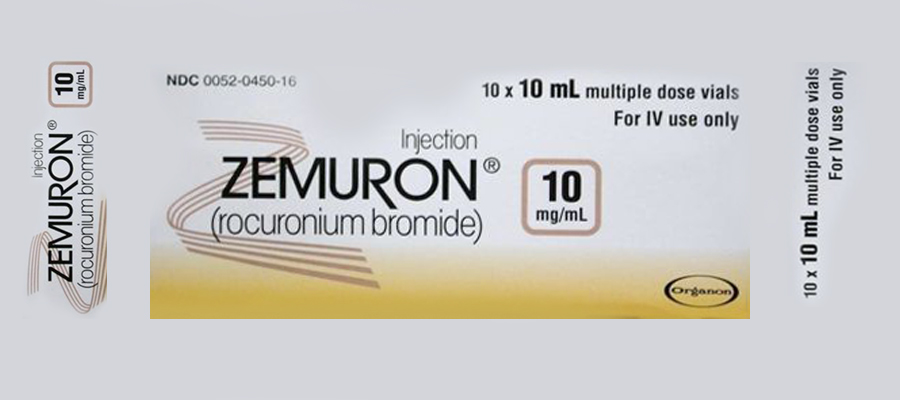 10
mg/mL
Injection
ZEMURON®
(rocuronium bromide)
NDC 0052-0450-16
10 x 10 mL multiple dose vials
For IV use only
Injection
ZEMURON®
(rocuronium bromide)
10
mg/mL
Organon
10 x 10 mL multiple dose vials
For IV use only